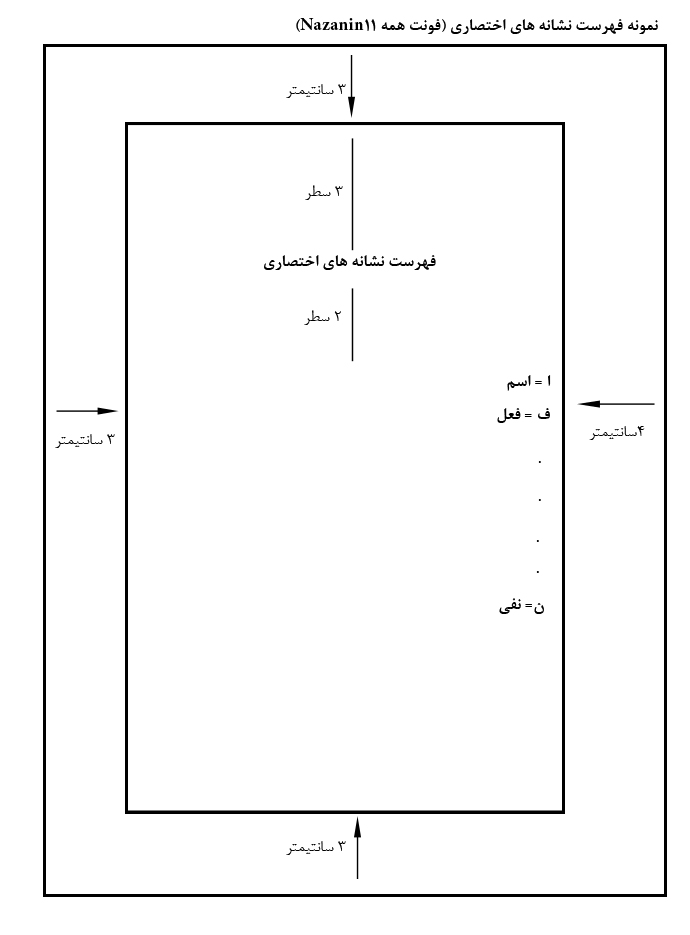 نمونه فهرست نشانه های اختصاری (فونت همه Nazanin۱۱)
۳ سانتیمتر
۳ سطر
فهرست نشانه های اختصاری
۲ سطر
ا = اسم
ف = فعل
۴سانتیمتر
۳ سانتیمتر
.
.
.
.
ن= نفی
۳ سانتیمتر